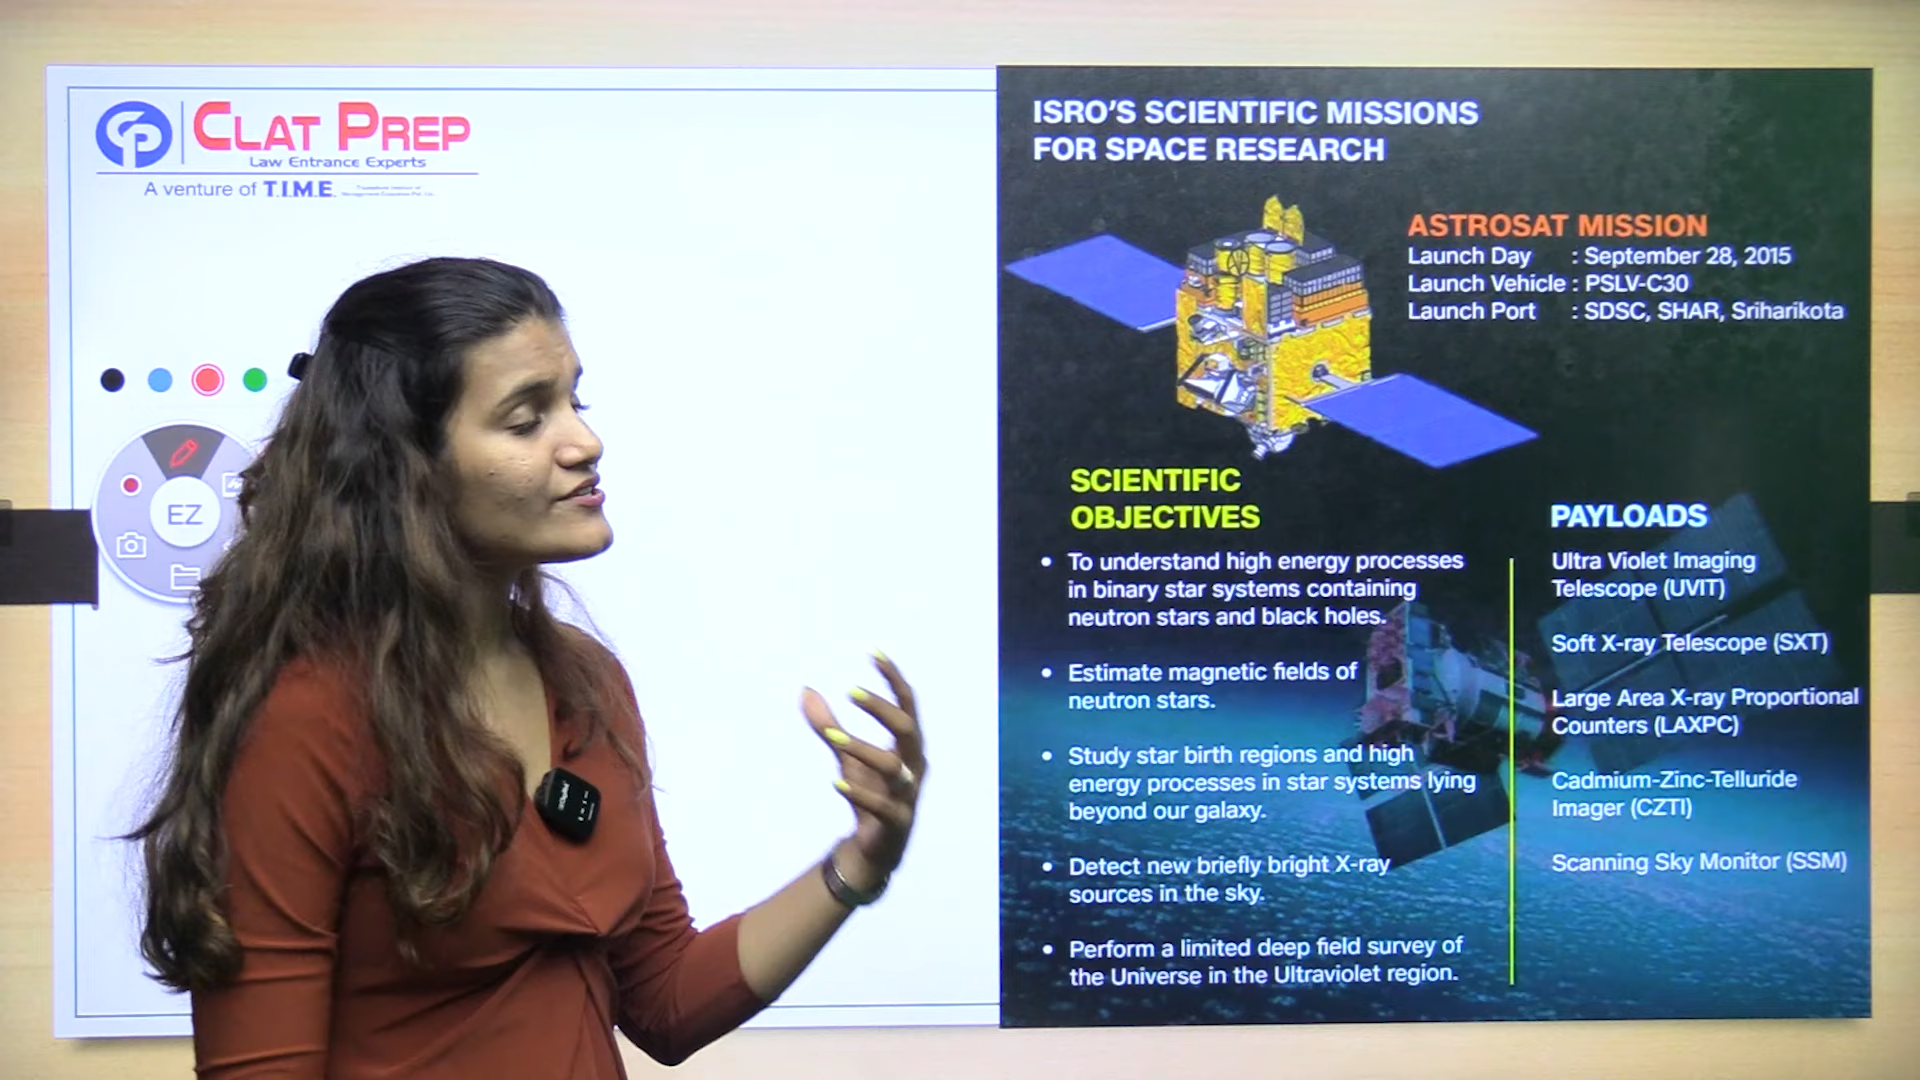 CLAT PREP
Law Entrance Experts
A venture of T.I.M.E.
EZ
ISRO'S SCIENTIFIC MISSIONS
FOR SPACE RESEARCH
ASTROSAT MISSION
Launch Day : September 28, 2015
Launch Vehicle : PSLV-C30
Launch Port : SDSC, SHAR, Sriharikota
SCIENTIFIC
OBJECTIVES
• To understand high energy processes
in binary star systems containing
neutron stars and black holes.
• Estimate magnetic fields of
neutron stars.
• Study star birth regions and high
energy processes in star systems lying
beyond our galaxy.
• Detect new briefly bright X-ray
sources in the sky.
• Perform a limited deep field survey of
the Universe in the Ultraviolet region.
PAYLOADS
Ultra Violet Imaging
Telescope (UVIT)
Soft X-ray Telescope (SXT)
Large Area X-ray Proportional
Counters (LAXPC)
Cadmium-Zinc-Telluride
Imager (CZTI)
Scanning Sky Monitor (SSM)